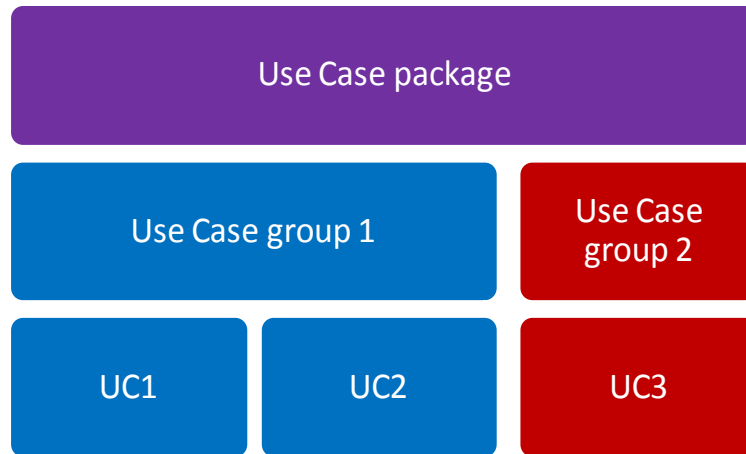 Use Case package
Use Case group 1
Use Case
group 2
UC1
UC2
UC3